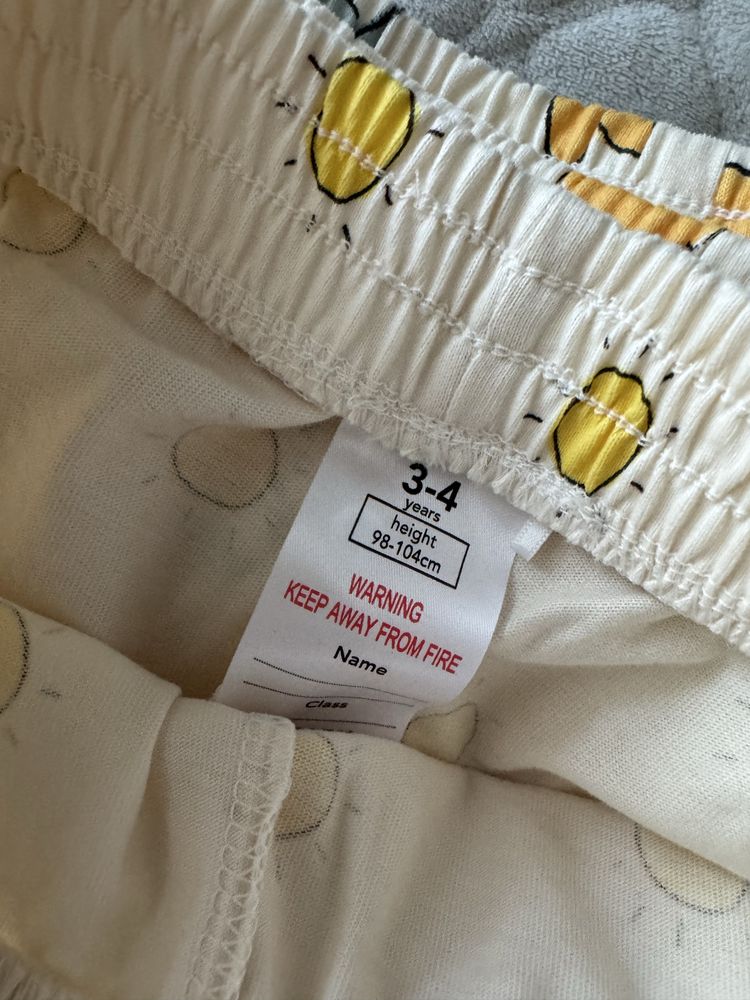 3-4
years
height
98-104cm
WARNING
KEEP AWAY FROM FIRE
Name
Class